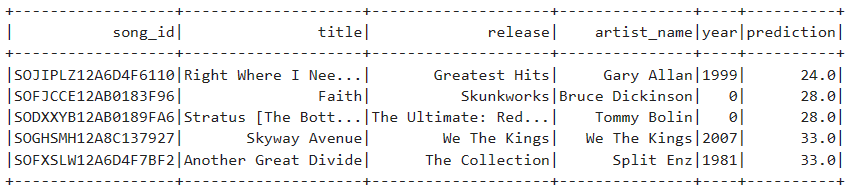 +------------------+------------------+------------------+---------------+----+----------+
|           song_id|             title|           release|    artist_name|year|prediction|
+------------------+------------------+------------------+---------------+----+----------+
|SOJIPLZ12A6D4F6110|Right Where I Nee...|     Greatest Hits|     Gary Allan|1999|      24.0|
|SOFJCCE12AB0183F96|             Faith|        Skunkworks|Bruce Dickinson|   0|      28.0|
|SODXXYB12AB0189FA6|Stratus [The Bott...|The Ultimate: Red...|   Tommy Bolin|   0|      28.0|
|SOGHSMH12A8C137927|     Skyway Avenue|      We The Kings|   We The Kings|2007|      33.0|
|SOFXSLW12A6D4F7BF2|Another Great Divide|    The Collection|      Split Enz|1981|      33.0|
+------------------+------------------+------------------+---------------+----+----------+